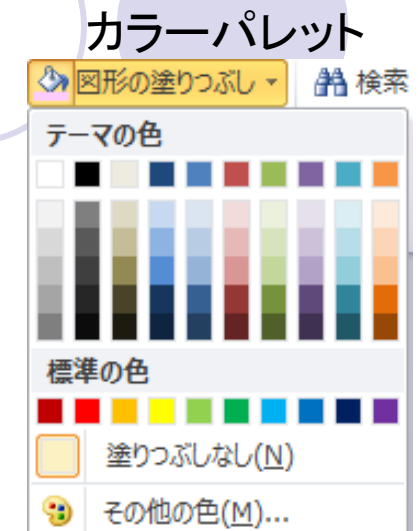 カラーパレット
図形の塗りつぶし 検索
テーマの色
標準の色
塗りつぶしなし(N)
その他の色(M)...